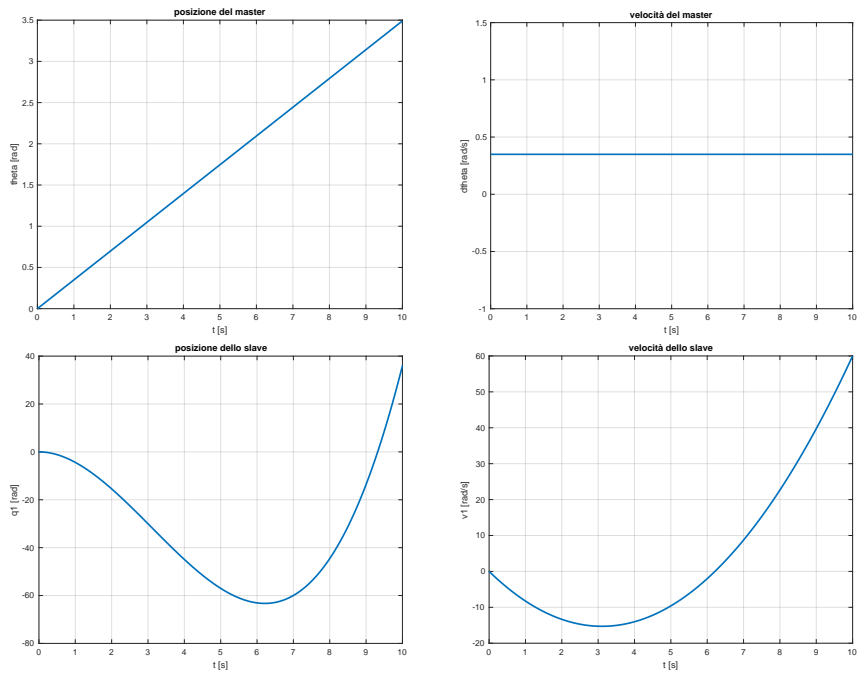 posizione del master
3.5
3
2.5
2
1.5
1
0.5
0
theta [rad]
0 1 2 3 4 5 6 7 8 9 10
t [s]
velocità del master
1.5
1
0.5
0
-0.5
-1
dtheta [rad/s]
0 1 2 3 4 5 6 7 8 9 10
t [s]
posizione dello slave
40
20
0
-20
-40
-60
-80
q1 [rad]
0 1 2 3 4 5 6 7 8 9 10
t [s]
velocità dello slave
60
50
40
30
20
10
0
-10
-20
v1 [rad/s]
0 1 2 3 4 5 6 7 8 9 10
t [s]